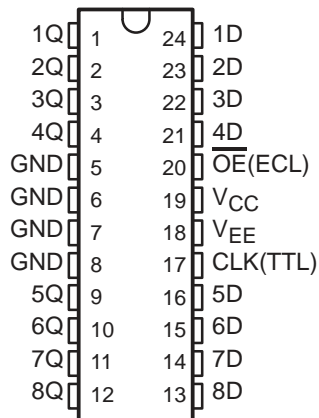 1Q 1 24 1D
2Q 2 23 2D
3Q 3 22 3D
4Q 4 21 4D
GND 5 20 O̅E̅(ECL)
GND 6 19 VCC
GND 7 18 VEE
GND 8 17 CLK(TTL)
5Q 9 16 5D
6Q 10 15 6D
7Q 11 14 7D
8Q 12 13 8D